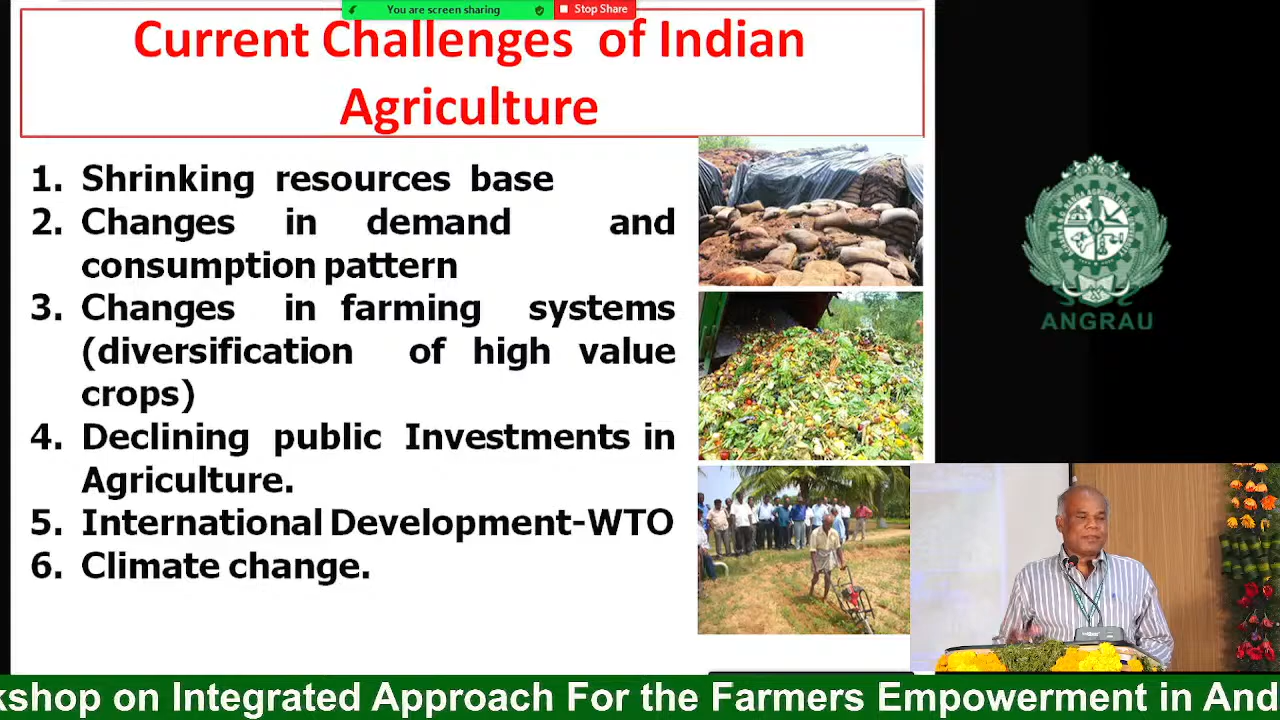 You are screen sharing
Stop Share
Current Challenges of Indian
Agriculture
1. Shrinking resources base
2. Changes in demand and
consumption pattern
3. Changes in farming systems
(diversification of high value
crops)
4. Declining public Investments in
Agriculture.
5. International Development-WTO
6. Climate change.
ANGRAU
kshop on Integrated Approach For the Farmers Empowerment in And